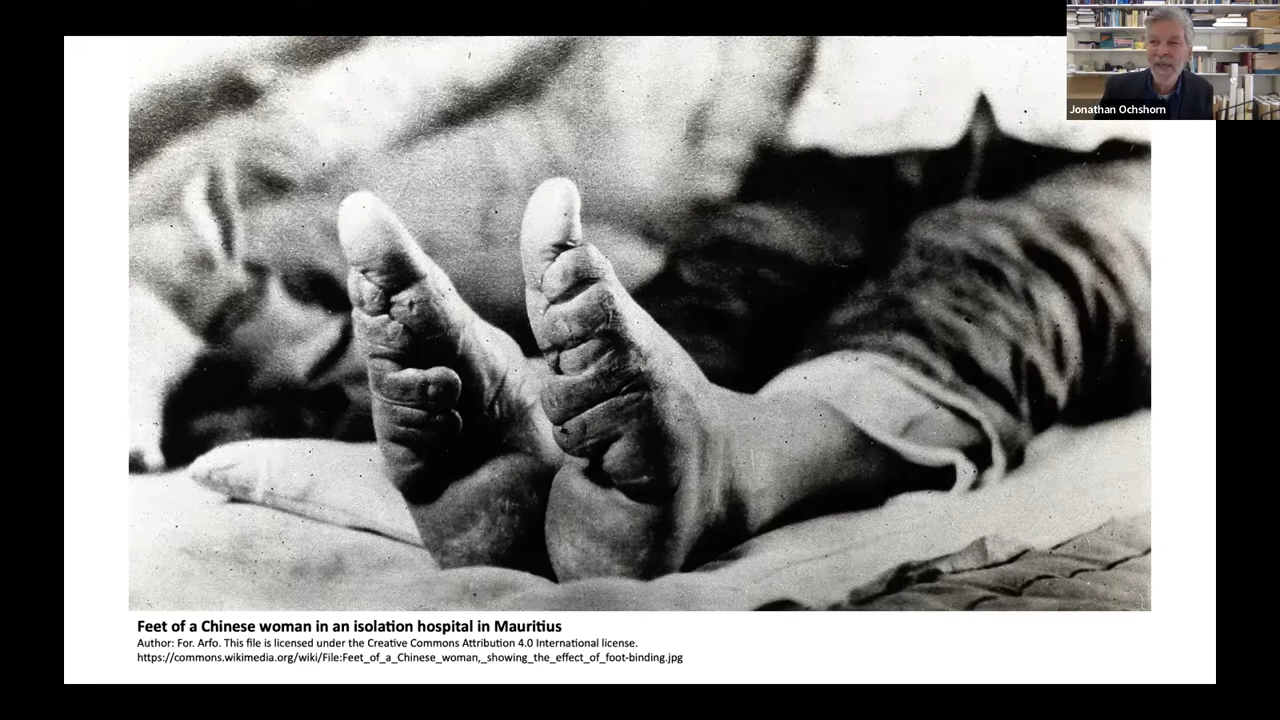 Jonathan Ochshorn
Feet of a Chinese woman in an isolation hospital in Mauritius
Author: For. Arfo. This file is licensed under the Creative Commons Attribution 4.0 International license.
https://commons.wikimedia.org/wiki/File:Feet_of_a_Chinese_woman,_showing_the_effect_of_foot-binding.jpg